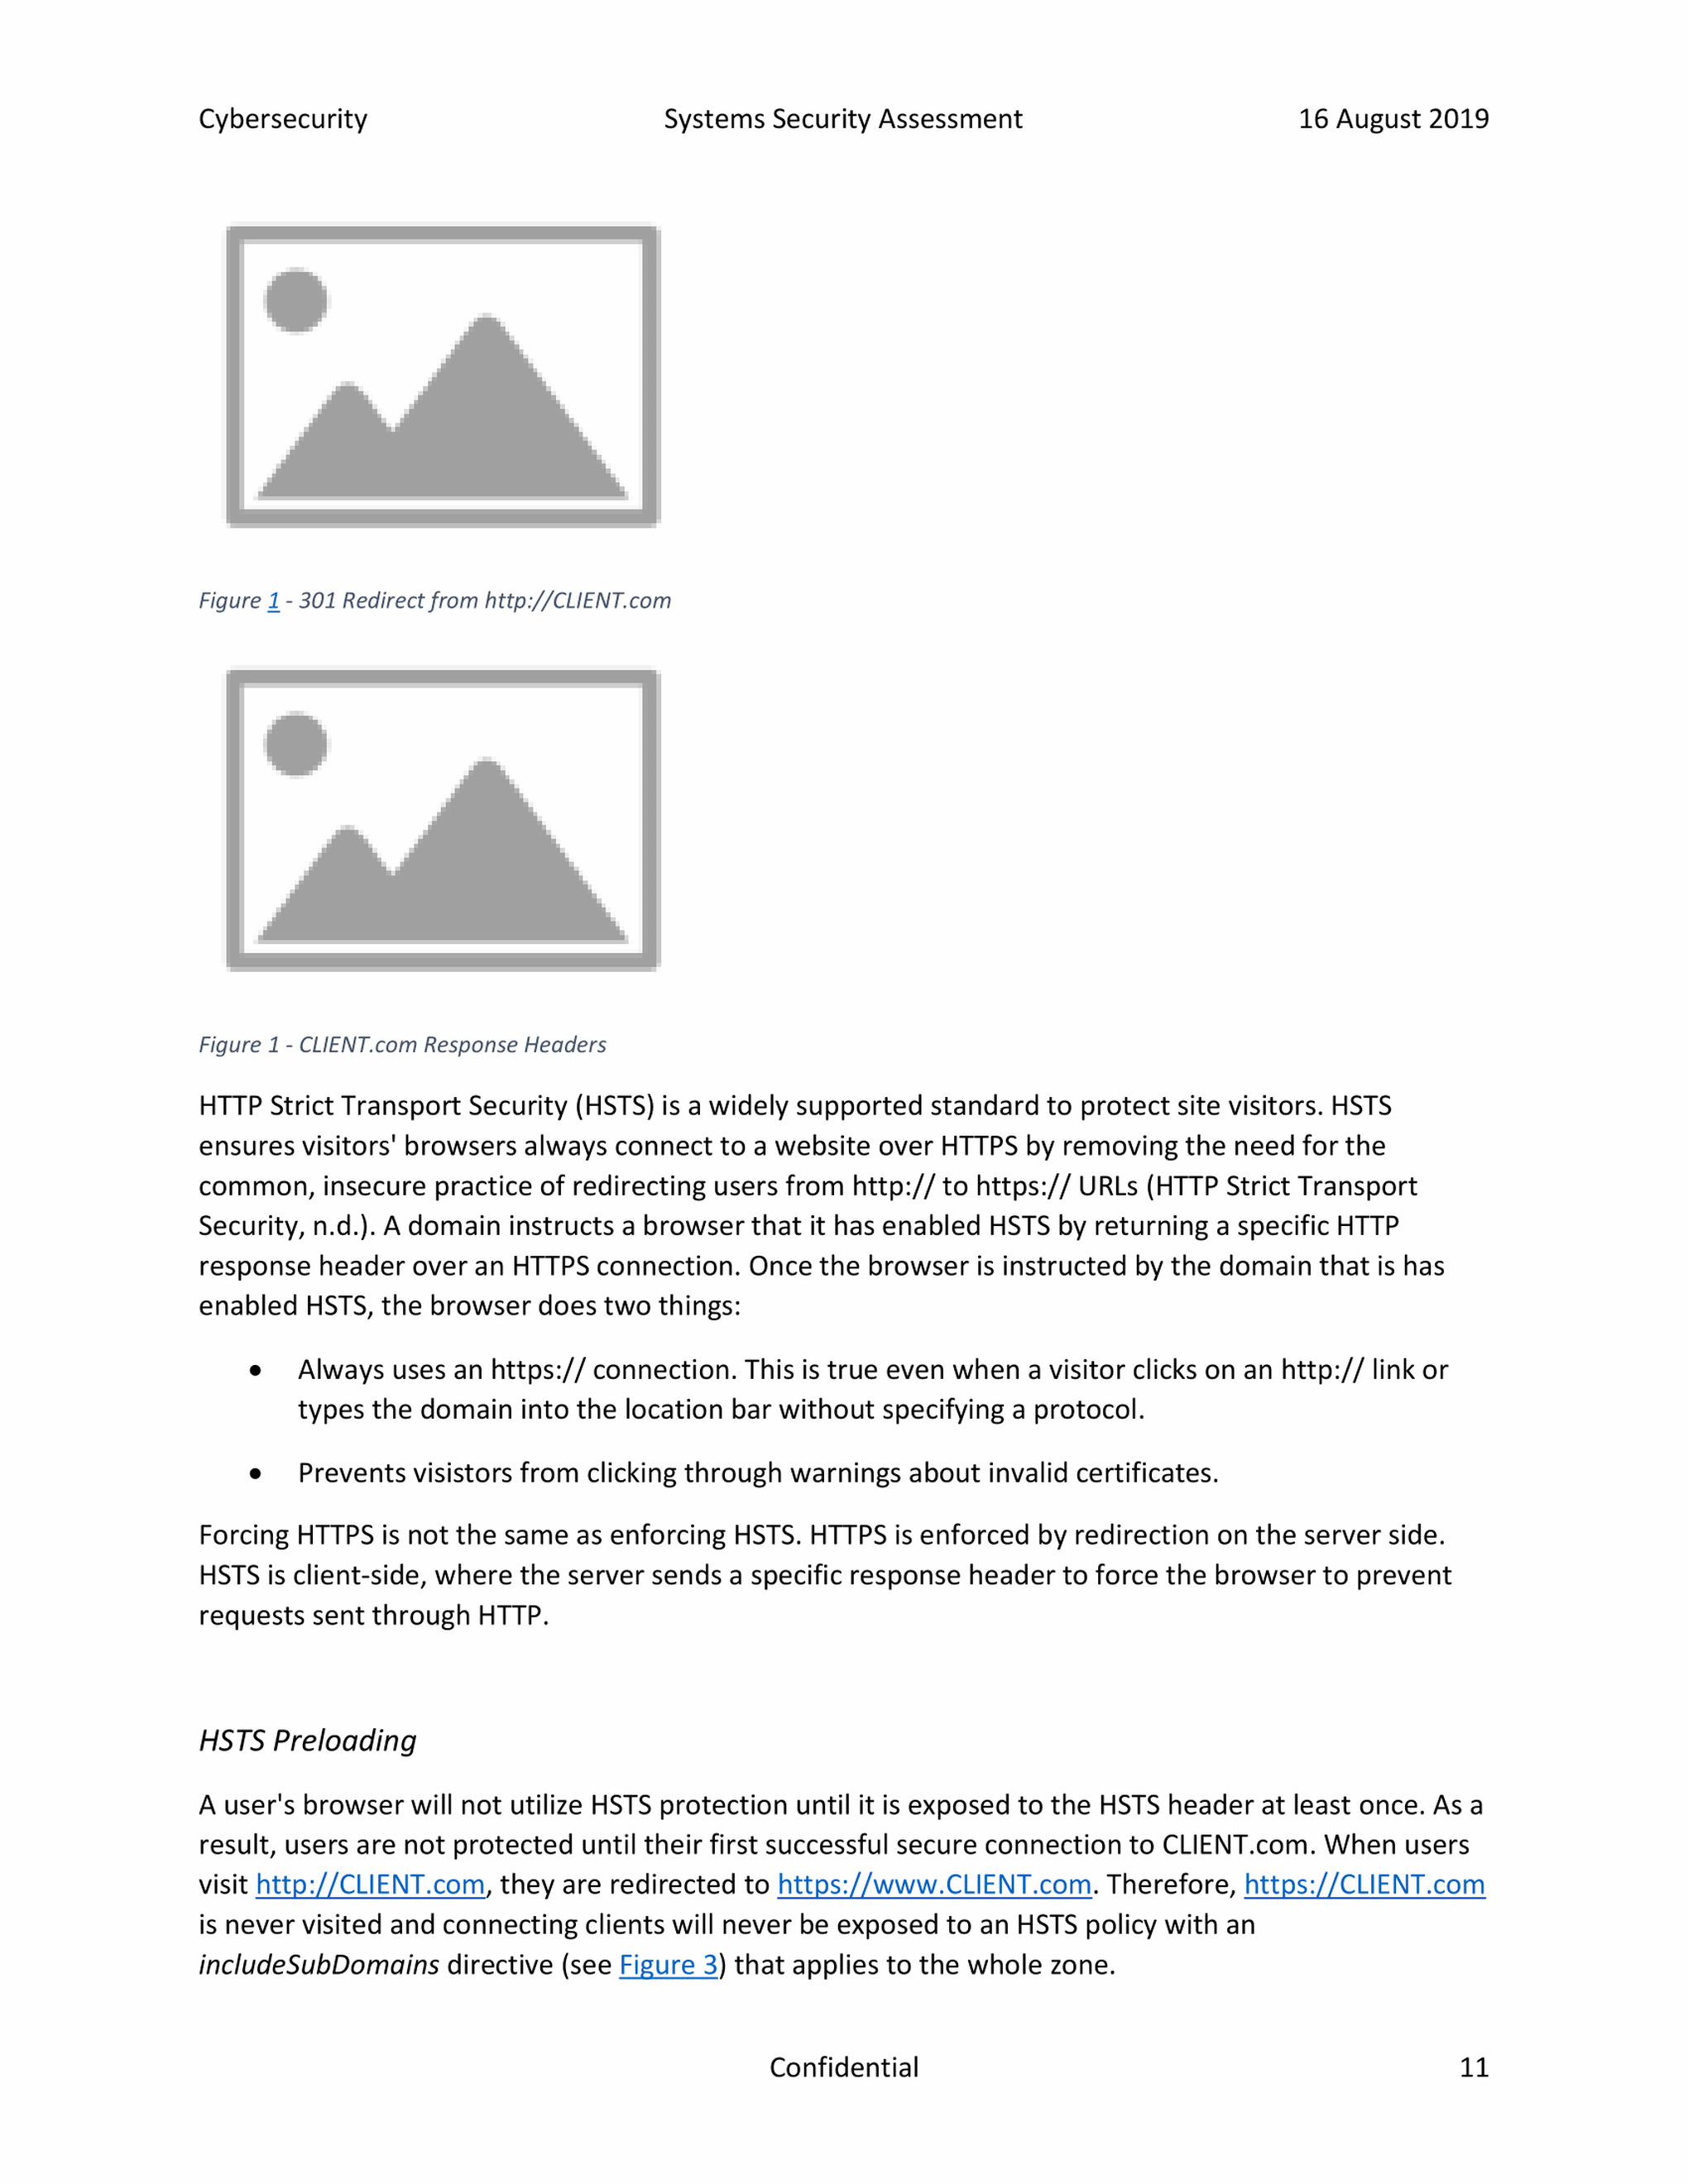 Cybersecurity Systems Security Assessment 16 August 2019
Figure 1 - 301 Redirect from http://CLIENT.com
Figure 1 - CLIENT.com Response Headers
HTTP Strict Transport Security (HSTS) is a widely supported standard to protect site visitors. HSTS
ensures visitors' browsers always connect to a website over HTTPS by removing the need for the
common, insecure practice of redirecting users from http:// to https:// URLs (HTTP Strict Transport
Security, n.d.). A domain instructs a browser that it has enabled HSTS by returning a specific HTTP
response header over an HTTPS connection. Once the browser is instructed by the domain that is has
enabled HSTS, the browser does two things:
• Always uses an https:// connection. This is true even when a visitor clicks on an http:// link or
types the domain into the location bar without specifying a protocol.
• Prevents visistors from clicking through warnings about invalid certificates.
Forcing HTTPS is not the same as enforcing HSTS. HTTPS is enforced by redirection on the server side.
HSTS is client-side, where the server sends a specific response header to force the browser to prevent
requests sent through HTTP.
HSTS Preloading
A user's browser will not utilize HSTS protection until it is exposed to the HSTS header at least once. As a
result, users are not protected until their first successful secure connection to CLIENT.com. When users
visit http://CLIENT.com, they are redirected to https://www.CLIENT.com. Therefore, https://CLIENT.com
is never visited and connecting clients will never be exposed to an HSTS policy with an
includeSubDomains directive (see Figure 3) that applies to the whole zone.
Confidential 11